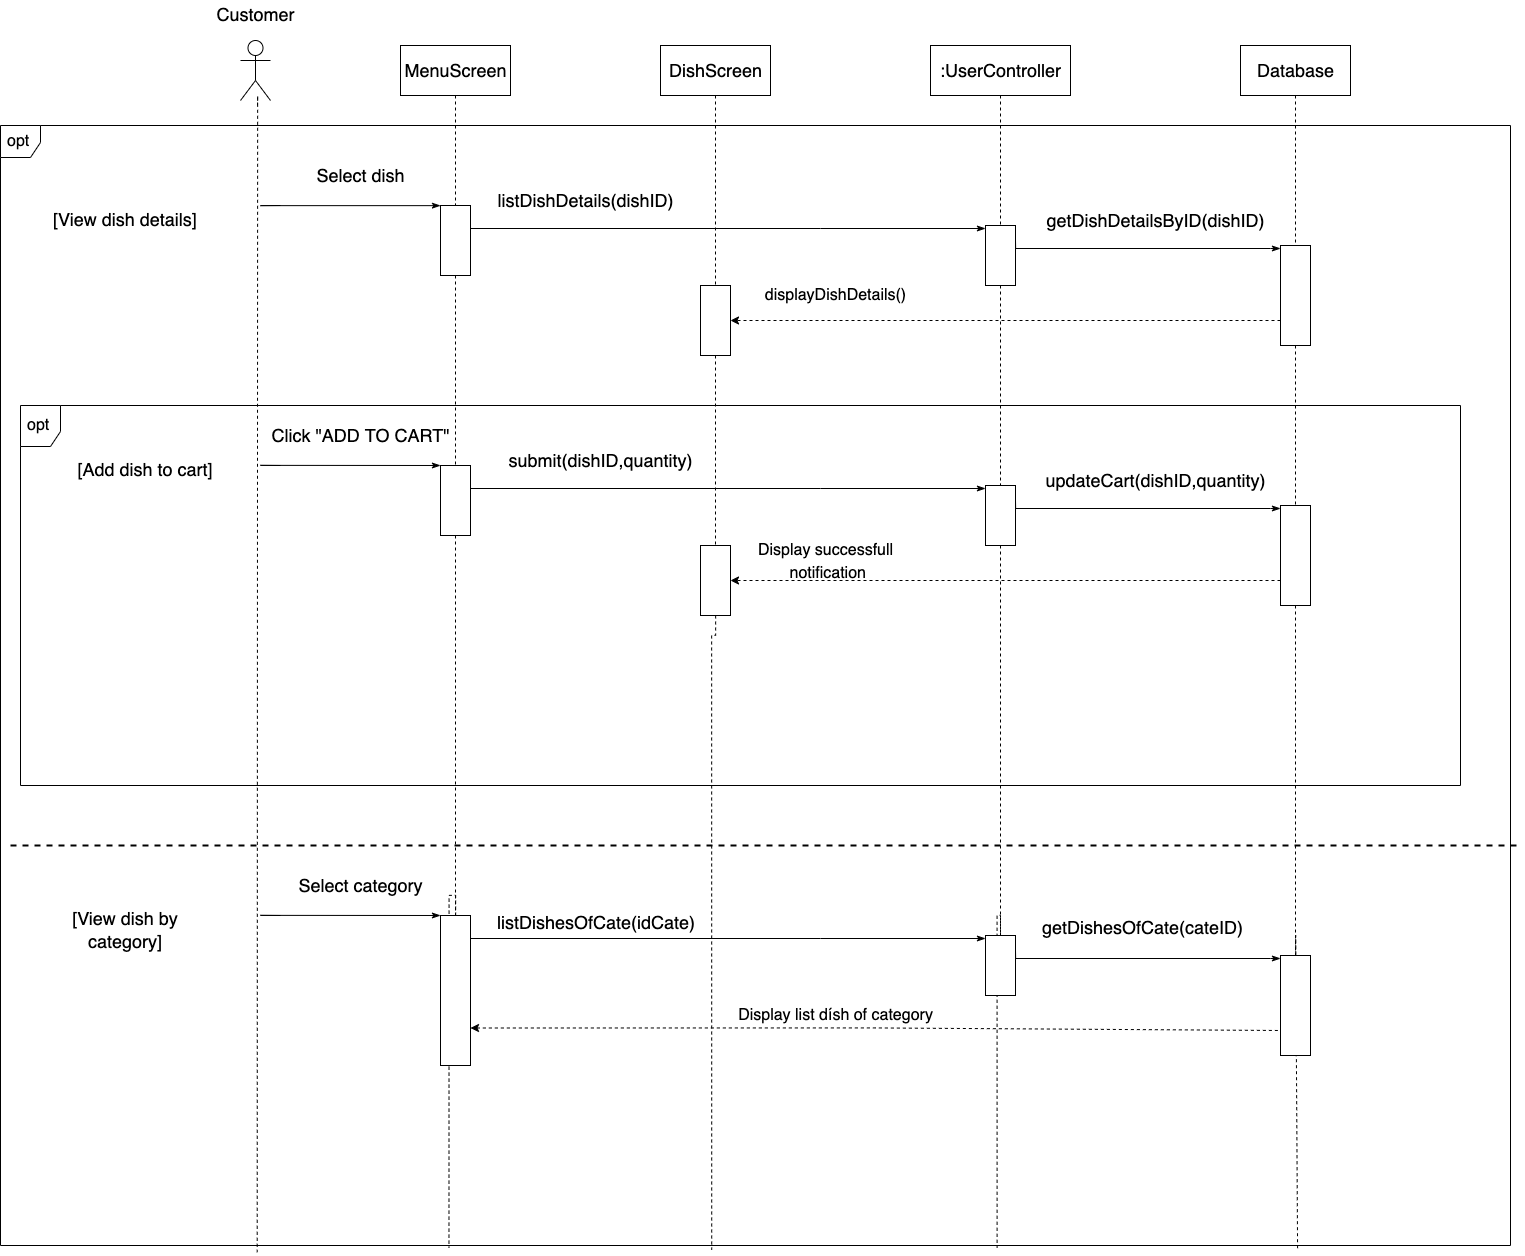 Customer
MenuScreen
DishScreen
:UserController
Database
opt
Select dish
[View dish details]
listDishDetails(dishID)
getDishDetailsByID(dishID)
displayDishDetails()
opt
Click "ADD TO CART"
[Add dish to cart]
submit(dishID,quantity)
updateCart(dishID,quantity)
Display successfull
notification
Select category
[View dish by
category]
listDishesOfCate(idCate)
getDishesOfCate(cateID)
Display list dísh of category